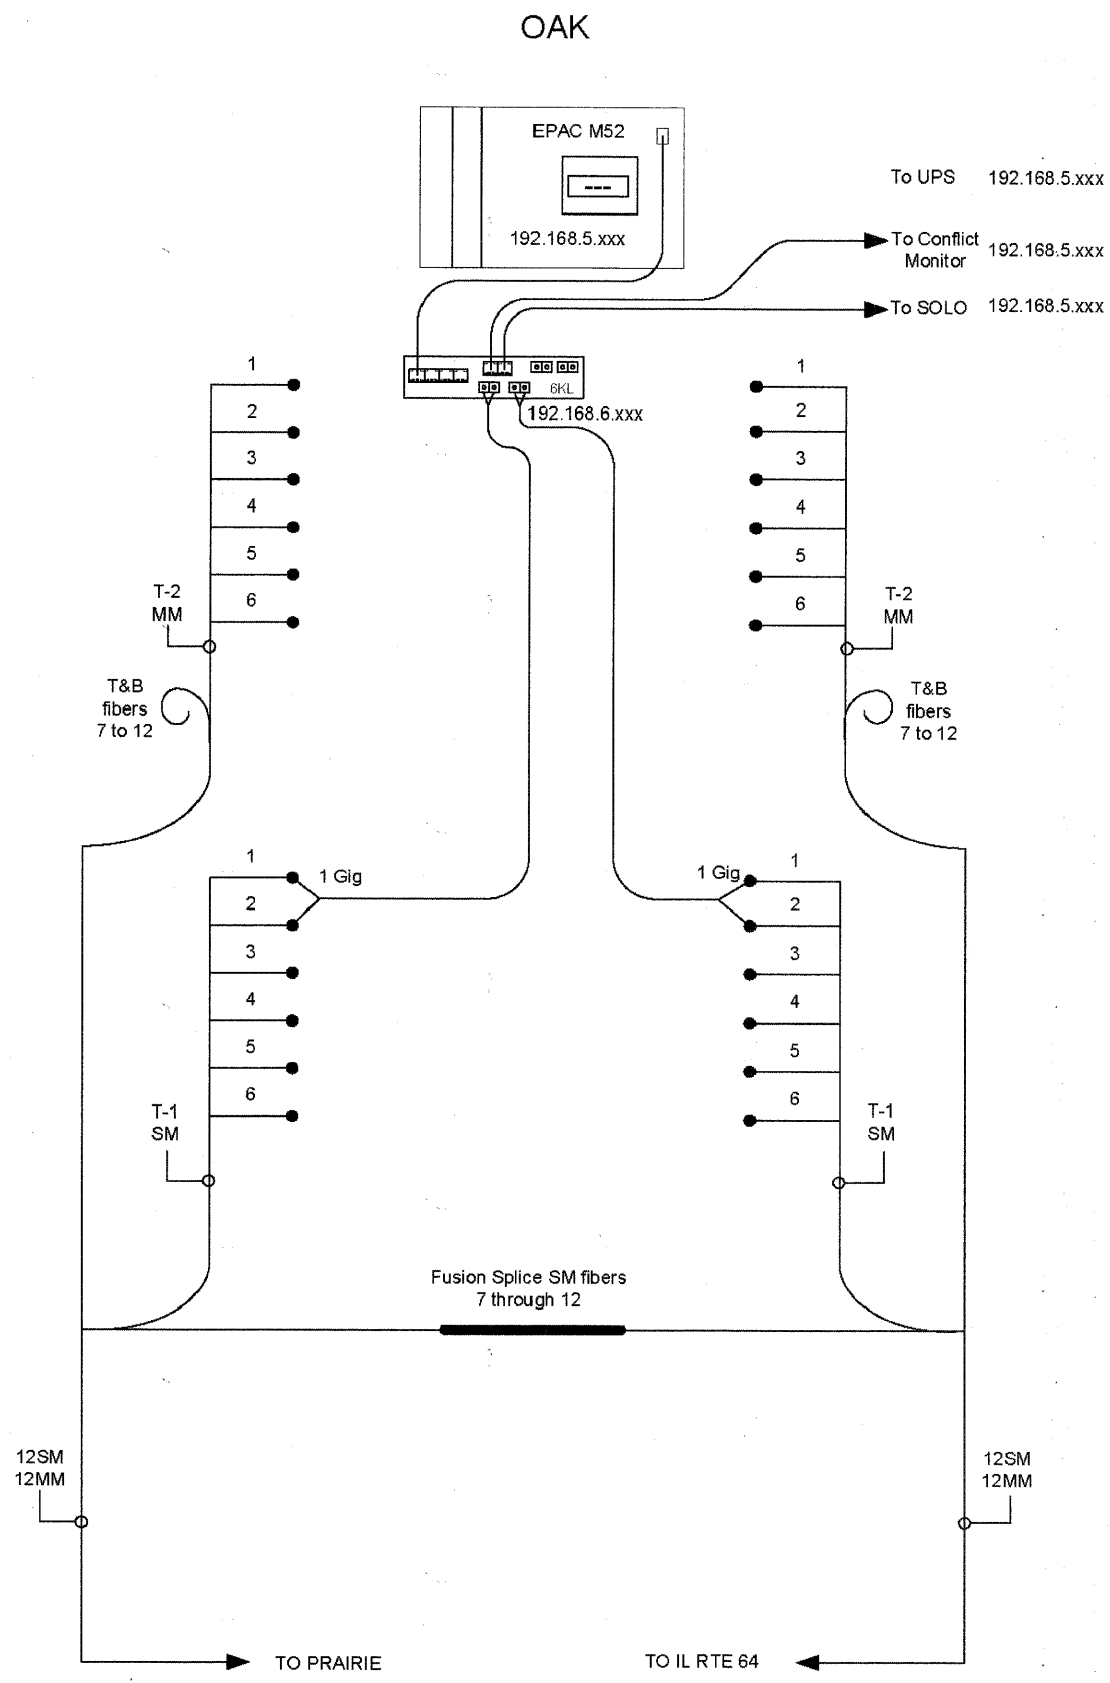 OAK
EPAC M52
192.168.5.xxx
To UPS 192.168.5.xxx
To Conflict
Monitor 192.168.5.xxx
To SOLO 192.168.5.xxx
6KL
192.168.6.xxx
1
2
3
4
5
6
T-2
MM
T&B
fibers
7 to 12
1
2
3
4
5
6
T-2
MM
T&B
fibers
7 to 12
1
2
3
4
5
6
1 Gig
T-1
SM
1 Gig
1
2
3
4
5
6
T-1
SM
Fusion Splice SM fibers
7 through 12
12SM
12MM
12SM
12MM
TO PRAIRIE
TO IL RTE 64